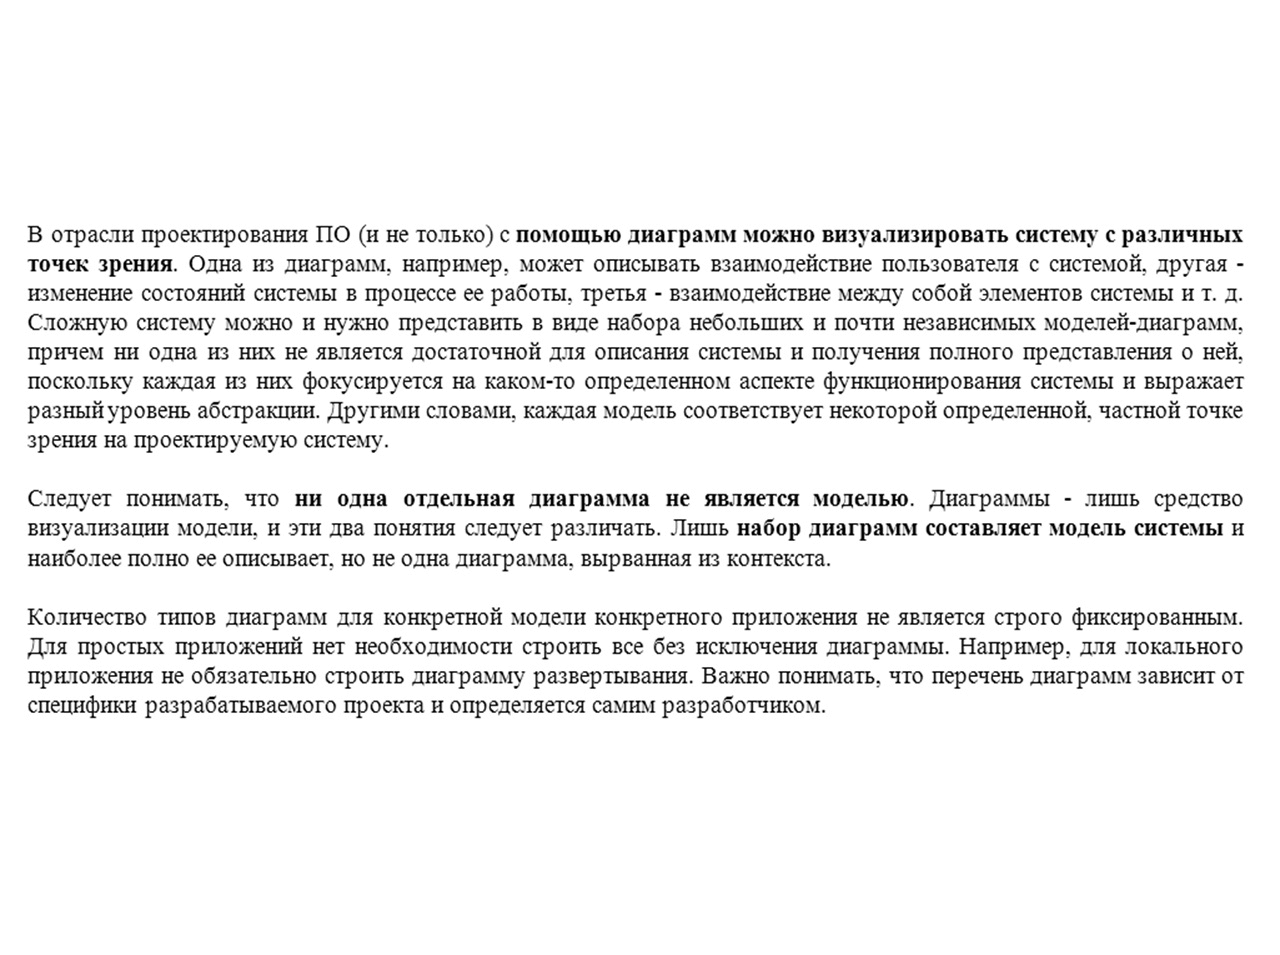 В отрасли проектирования ПО (и не только) с помощью диаграмм можно визуализировать систему с различных
точек зрения. Одна из диаграмм, например, может описывать взаимодействие пользователя с системой, другая -
изменение состояний системы в процессе ее работы, третья - взаимодействие между собой элементов системы и т. д.
Сложную систему можно и нужно представить в виде набора небольших и почти независимых моделей-диаграмм,
причем ни одна из них не является достаточной для описания системы и получения полного представления о ней,
поскольку каждая из них фокусируется на каком-то определенном аспекте функционирования системы и выражает
разный уровень абстракции. Другими словами, каждая модель соответствует некоторой определенной, частной точке
зрения на проектируемую систему.
Следует понимать, что ни одна отдельная диаграмма не является моделью. Диаграммы - лишь средство
визуализации модели, и эти два понятия следует различать. Лишь набор диаграмм составляет модель системы и
наиболее полно ее описывает, но не одна диаграмма, вырванная из контекста.
Количество типов диаграмм для конкретной модели конкретного приложения не является строго фиксированным.
Для простых приложений нет необходимости строить все без исключения диаграммы. Например, для локального
приложения не обязательно строить диаграмму развертывания. Важно понимать, что перечень диаграмм зависит от
специфики разрабатываемого проекта и определяется самим разработчиком.